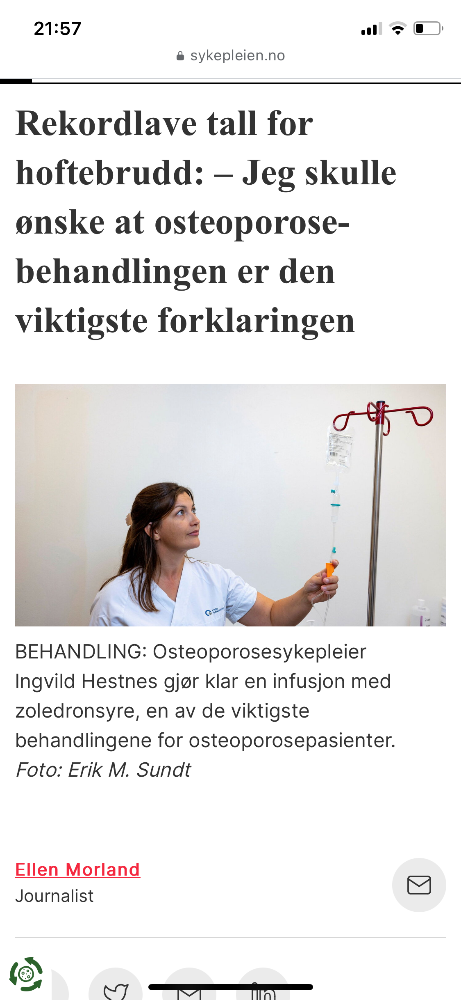 21:57
sykepleien.no
Rekordlave tall for
hoftebrudd: – Jeg skulle
ønske at osteoporose-
behandlingen er den
viktigste forklaringen
Oslo
BEHANDLING: Osteoporosesykepleier
Ingvild Hestnes gjør klar en infusjon med
zoledronsyre, en av de viktigste
behandlingene for osteoporosepasienter.
Foto: Erik M. Sundt
Ellen Morland
Journalist